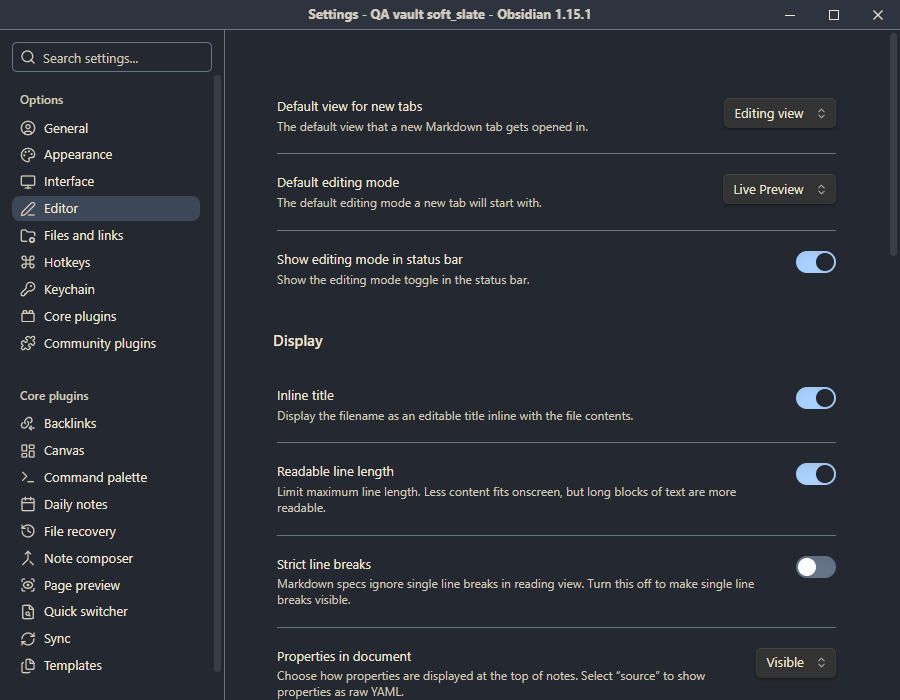 Settings - QA vault soft_slate - Obsidian 1.15.1
Search settings...
Options
General
Appearance
Interface
Editor
Files and links
Hotkeys
Keychain
Core plugins
Community plugins
Core plugins
Backlinks
Canvas
Command palette
Daily notes
File recovery
Note composer
Page preview
Quick switcher
Sync
Templates
Default view for new tabs
The default view that a new Markdown tab gets opened in.
Editing view
Default editing mode
The default editing mode a new tab will start with.
Live Preview
Show editing mode in status bar
Show the editing mode toggle in the status bar.
Display
Inline title
Display the filename as an editable title inline with the file contents.
Readable line length
Limit maximum line length. Less content fits onscreen, but long blocks of text are more
readable.
Strict line breaks
Markdown specs ignore single line breaks in reading view. Turn this off to make single line
breaks visible.
Properties in document
Choose how properties are displayed at the top of notes. Select “source” to show
properties as raw YAML.
Visible